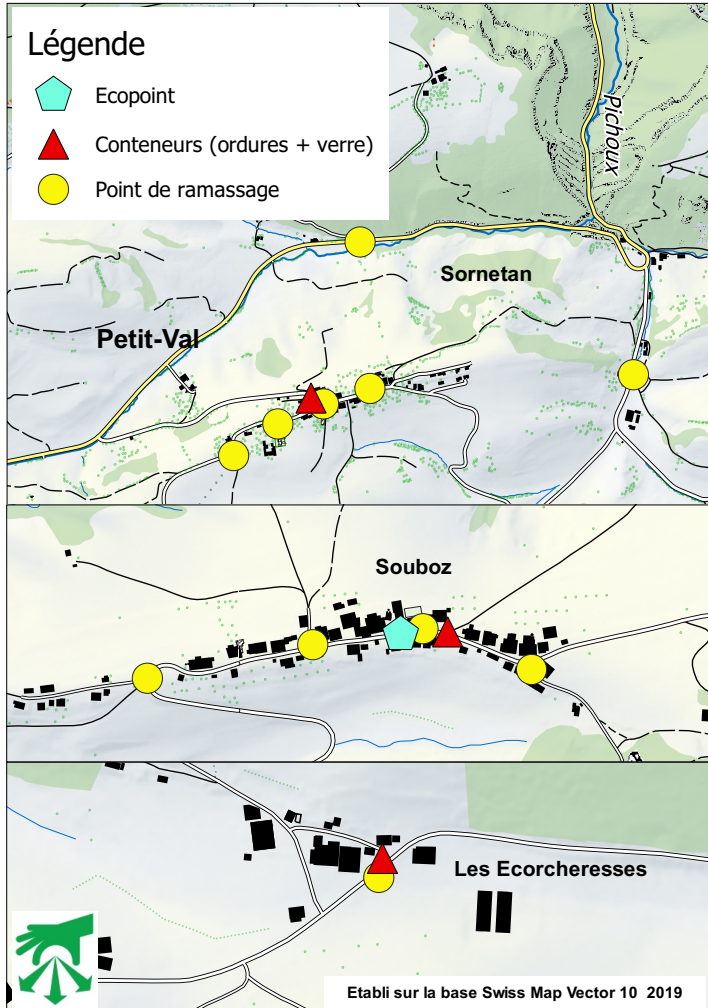 Légende
Ecopoint
Conteneurs (ordures + verre)
Point de ramassage
Pichoux
Sornetan
Petit-Val
Souboz
Les Ecorcheresses
Etabli sur la base Swiss Map Vector 10 2019